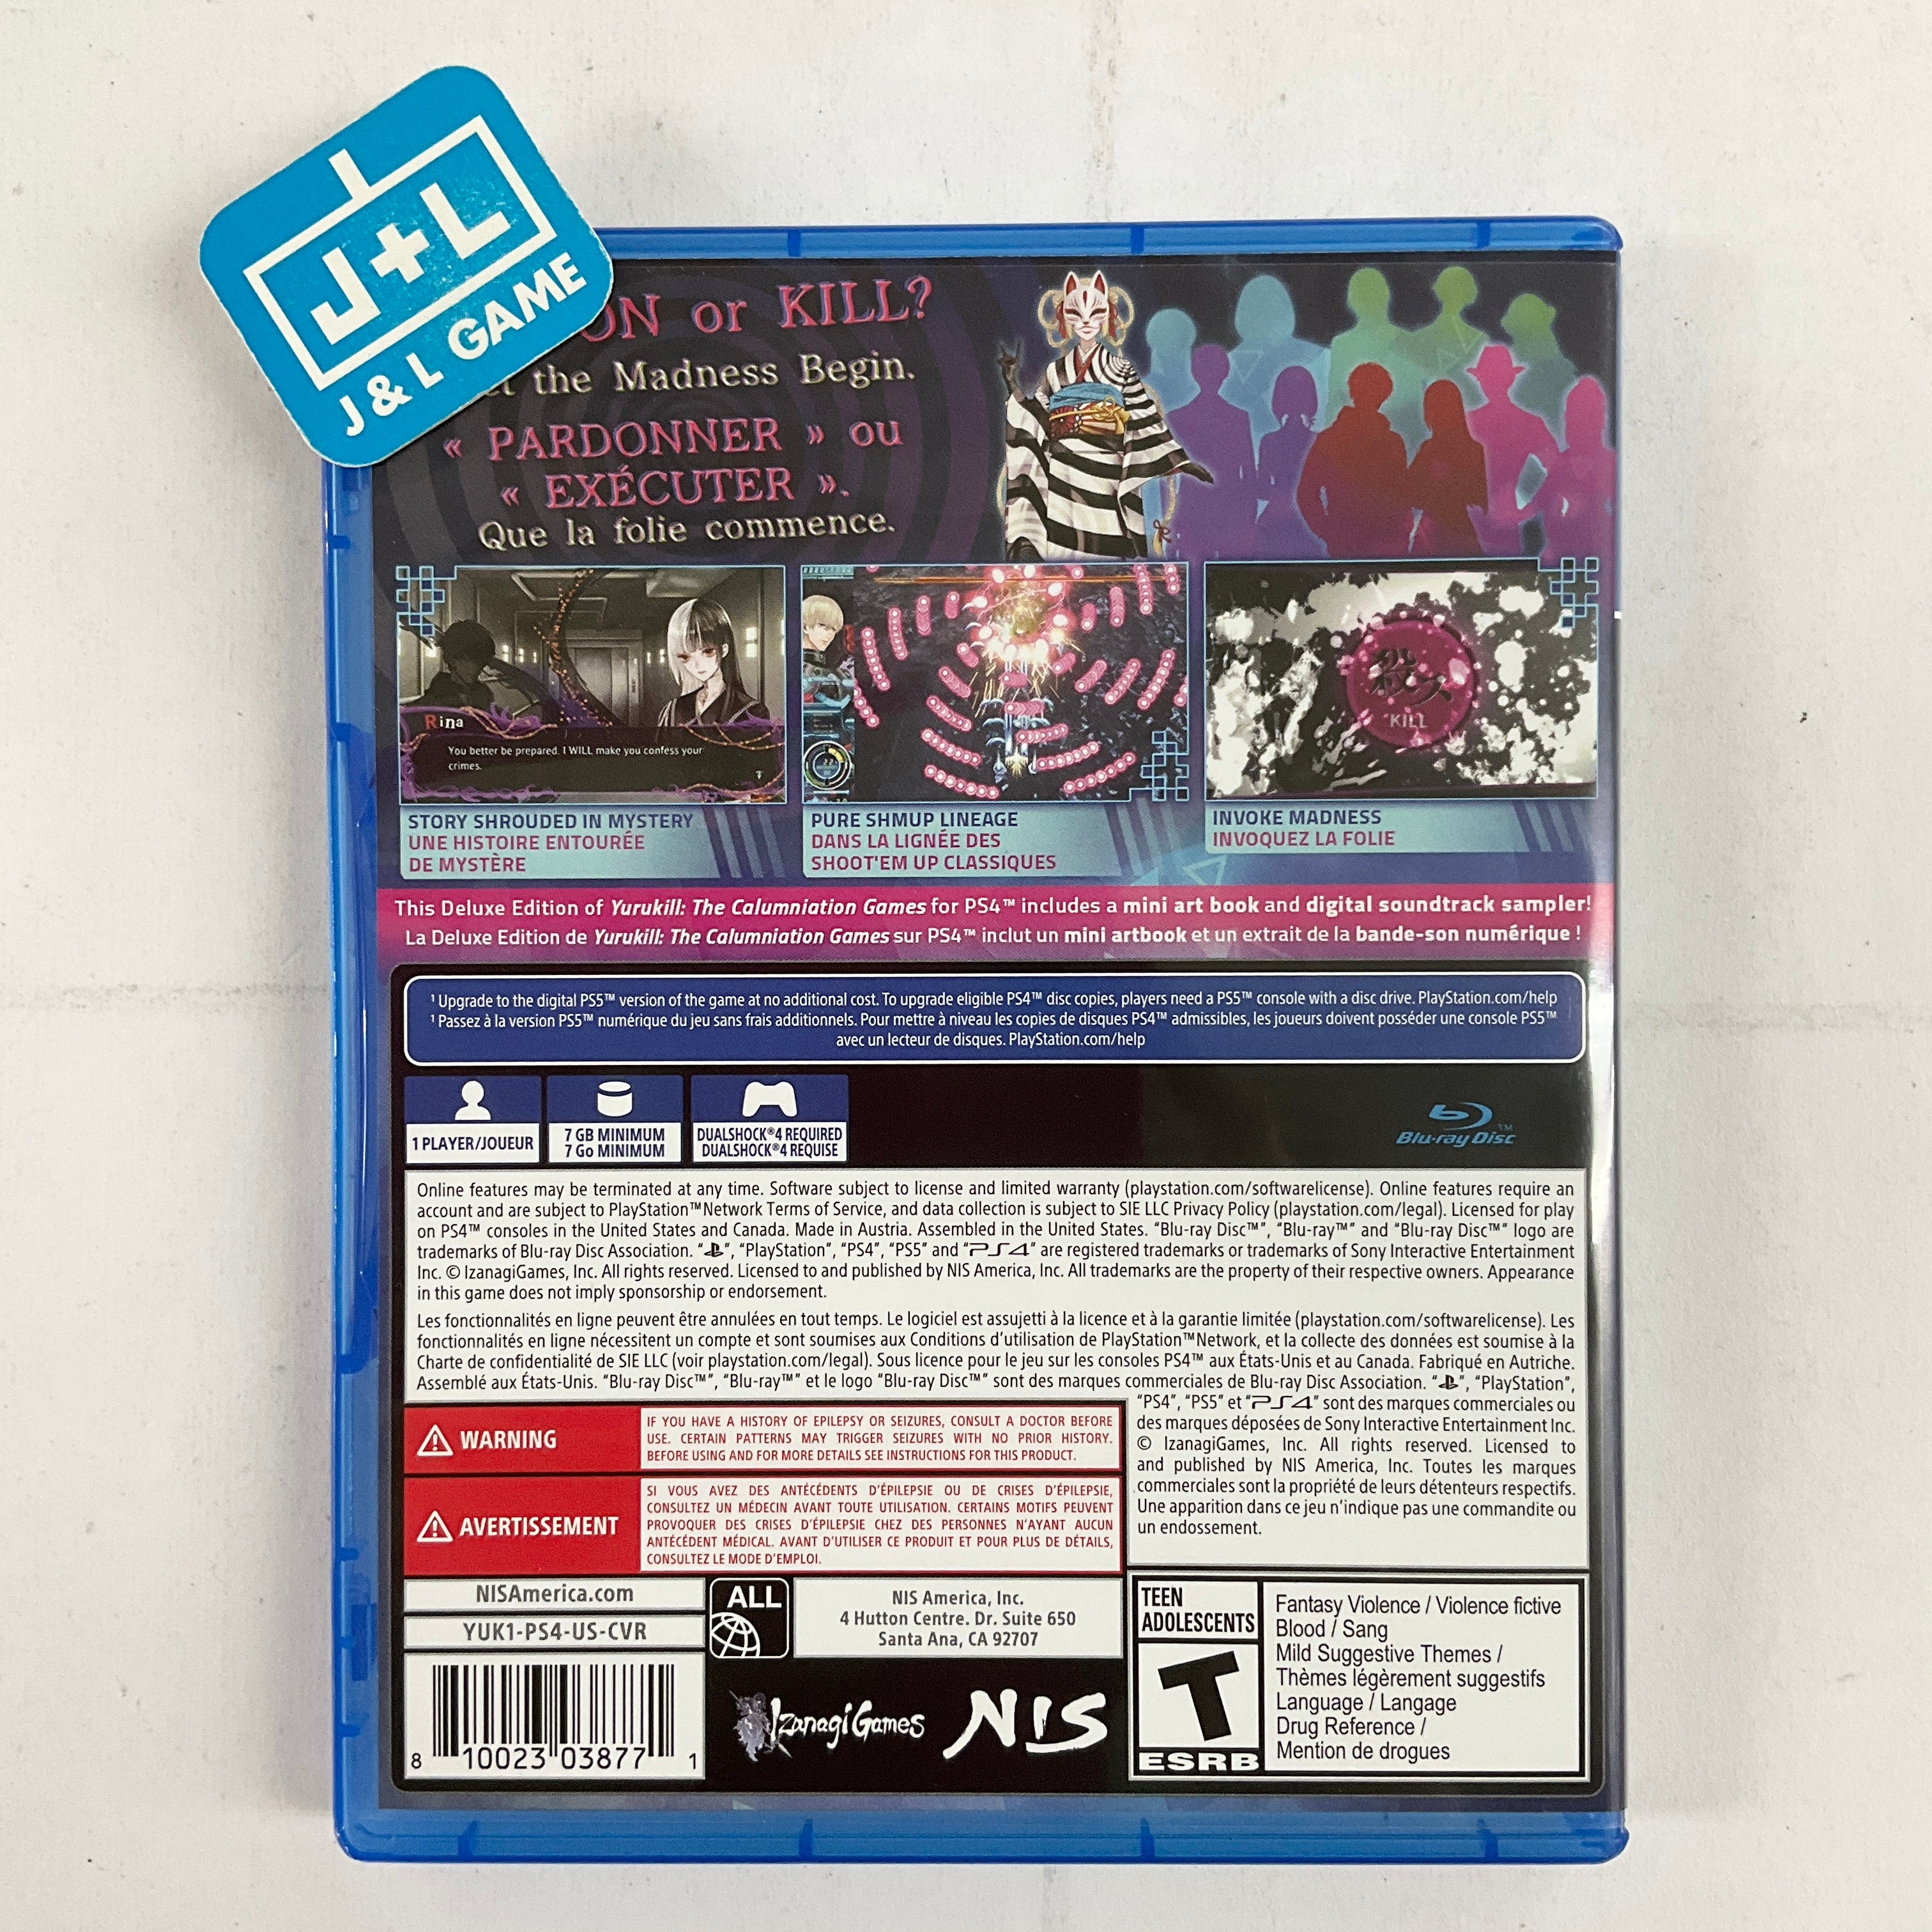 J+L
J & L GAME
ON or KILL?
the Madness Begin.
« PARDONNER » ou
« EXÉCUTER ».
Que la folie commence.
Rina
You better be prepared. I WILL make you confess your
crimes.
殺ス
"KILL
STORY SHROUDED IN MYSTERY
UNE HISTOIRE ENTOURÉE
DE MYSTÈRE
PURE SHMUP LINEAGE
DANS LA LIGNÉE DES
SHOOT'EM UP CLASSIQUES
INVOKE MADNESS
INVOQUEZ LA FOLIE
This Deluxe Edition of Yurukill: The Calumniation Games for PS4™ includes a mini art book and digital soundtrack sampler!
La Deluxe Edition de Yurukill: The Calumniation Games sur PS4™ inclut un mini artbook et un extrait de la bande-son numérique !
¹ Upgrade to the digital PS5™ version of the game at no additional cost. To upgrade eligible PS4™ disc copies, players need a PS5™ console with a disc drive. PlayStation.com/help
¹ Passez à la version PS5™ numérique du jeu sans frais additionnels. Pour mettre à niveau les copies de disques PS4™ admissibles, les joueurs doivent posséder une console PS5™
avec un lecteur de disques. PlayStation.com/help
1 PLAYER/JOUEUR
7 GB MINIMUM
7 Go MINIMUM
DUALSHOCK®4 REQUIRED
DUALSHOCK®4 REQUISE
Blu-ray Disc™
Online features may be terminated at any time. Software subject to license and limited warranty (playstation.com/softwarelicense). Online features require an
account and are subject to PlayStation™Network Terms of Service, and data collection is subject to SIE LLC Privacy Policy (playstation.com/legal). Licensed for play
on PS4™ consoles in the United States and Canada. Made in Austria. Assembled in the United States. "Blu-ray Disc™", "Blu-ray™" and "Blu-ray Disc™" logo are
trademarks of Blu-ray Disc Association. "", "PlayStation", "PS4", "PS5" and "PS4" are registered trademarks or trademarks of Sony Interactive Entertainment
Inc. © IzanagiGames, Inc. All rights reserved. Licensed to and published by NIS America, Inc. All trademarks are the property of their respective owners. Appearance
in this game does not imply sponsorship or endorsement.
Les fonctionnalités en ligne peuvent être annulées en tout temps. Le logiciel est assujetti à la licence et à la garantie limitée (playstation.com/softwarelicense). Les
fonctionnalités en ligne nécessitent un compte et sont soumises aux Conditions d'utilisation de PlayStation™Network, et la collecte des données est soumise à la
Charte de confidentialité de SIE LLC (voir playstation.com/legal). Sous licence pour le jeu sur les consoles PS4™ aux États-Unis et au Canada. Fabriqué en Autriche.
Assemblé aux États-Unis. "Blu-ray Disc™", "Blu-ray™" et le logo "Blu-ray Disc™" sont des marques commerciales de Blu-ray Disc Association. "", "PlayStation",
"PS4", "PS5" et "PS4" sont des marques commerciales ou
des marques déposées de Sony Interactive Entertainment Inc.
© IzanagiGames, Inc. All rights reserved. Licensed to
and published by NIS America, Inc. Toutes les marques
commerciales sont la propriété de leurs détenteurs respectifs.
Une apparition dans ce jeu n'indique pas une commandite ou
un endossement.
WARNING
IF YOU HAVE A HISTORY OF EPILEPSY OR SEIZURES, CONSULT A DOCTOR BEFORE
USE. CERTAIN PATTERNS MAY TRIGGER SEIZURES WITH NO PRIOR HISTORY.
BEFORE USING AND FOR MORE DETAILS SEE INSTRUCTIONS FOR THIS PRODUCT.
AVERTISSEMENT
SI VOUS AVEZ DES ANTÉCÉDENTS D'ÉPILEPSIE OU DE CRISES D'ÉPILEPSIE,
CONSULTEZ UN MÉDECIN AVANT TOUTE UTILISATION. CERTAINS MOTIFS PEUVENT
PROVOQUER DES CRISES D'ÉPILEPSIE CHEZ DES PERSONNES N'AYANT AUCUN
ANTÉCÉDENT MÉDICAL. AVANT D'UTILISER CE PRODUIT ET POUR PLUS DE DÉTAILS,
CONSULTEZ LE MODE D'EMPLOI.
NISAmerica.com
YUK1-PS4-US-CVR
ALL
NIS America, Inc.
4 Hutton Centre. Dr. Suite 650
Santa Ana, CA 92707
8 10023 03877 1
IzanagiGames
NIS
TEEN
ADOLESCENTS
T
ESRB
Fantasy Violence / Violence fictive
Blood / Sang
Mild Suggestive Themes /
Thèmes légèrement suggestifs
Language / Langage
Drug Reference /
Mention de drogues